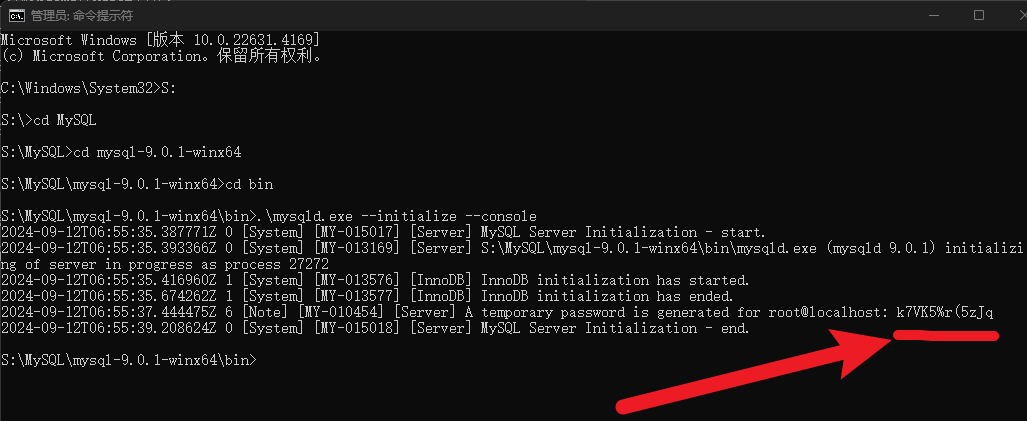 管理员: 命令提示符
Microsoft Windows [版本 10.0.22631.4169]
(c) Microsoft Corporation。保留所有权利。
C:\Windows\System32>S:
S:\>cd MySQL
S:\MySQL>cd mysql-9.0.1-winx64
S:\MySQL\mysql-9.0.1-winx64>cd bin
S:\MySQL\mysql-9.0.1-winx64\bin>.\mysqld.exe --initialize --console
2024-09-12T06:55:35.387771Z 0 [System] [MY-015017] [Server] MySQL Server Initialization - start.
2024-09-12T06:55:35.393366Z 0 [System] [MY-013169] [Server] S:\MySQL\mysql-9.0.1-winx64\bin\mysqld.exe (mysqld 9.0.1) initializi
ng of server in progress as process 27272
2024-09-12T06:55:35.416960Z 1 [System] [MY-013576] [InnoDB] InnoDB initialization has started.
2024-09-12T06:55:35.674262Z 1 [System] [MY-013577] [InnoDB] InnoDB initialization has ended.
2024-09-12T06:55:37.444475Z 6 [Note] [MY-010454] [Server] A temporary password is generated for root@localhost: k7VK5%r(5zJq
2024-09-12T06:55:39.208624Z 0 [System] [MY-015018] [Server] MySQL Server Initialization - end.
S:\MySQL\mysql-9.0.1-winx64\bin>